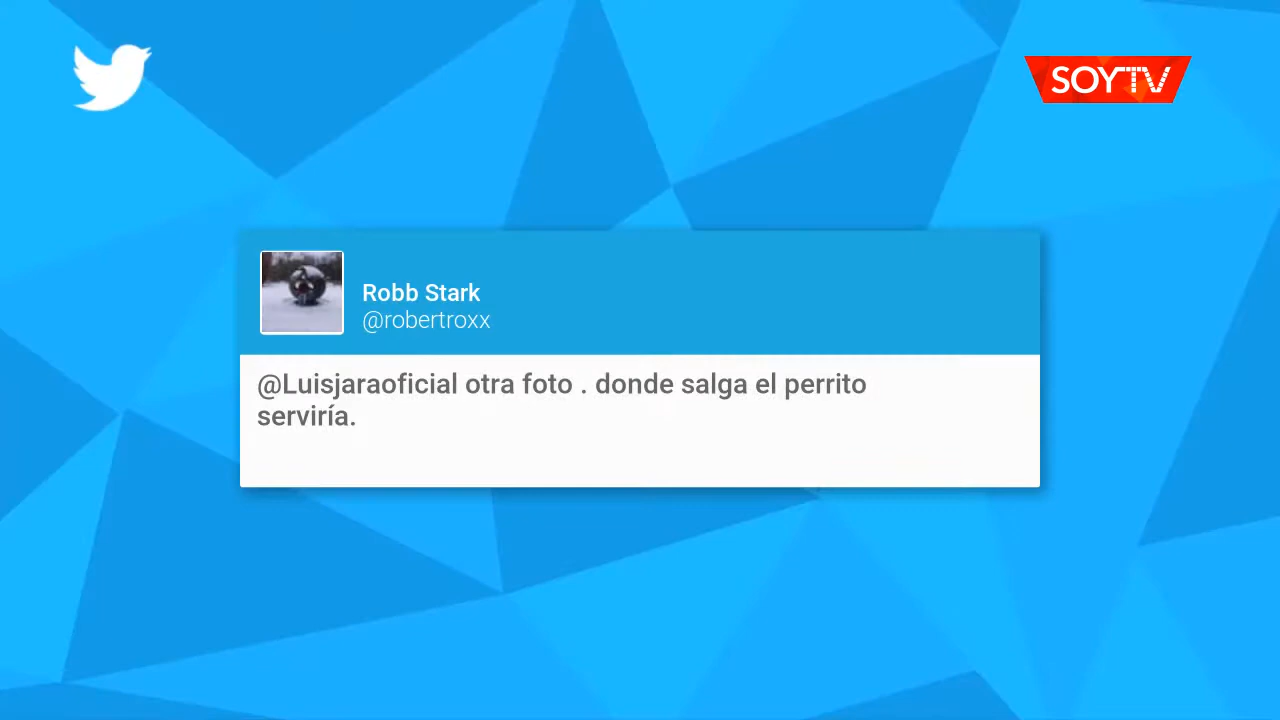 SOYTV
Robb Stark
@robertroxx
@Luisjaraoficial otra foto . donde salga el perrito
serviría.